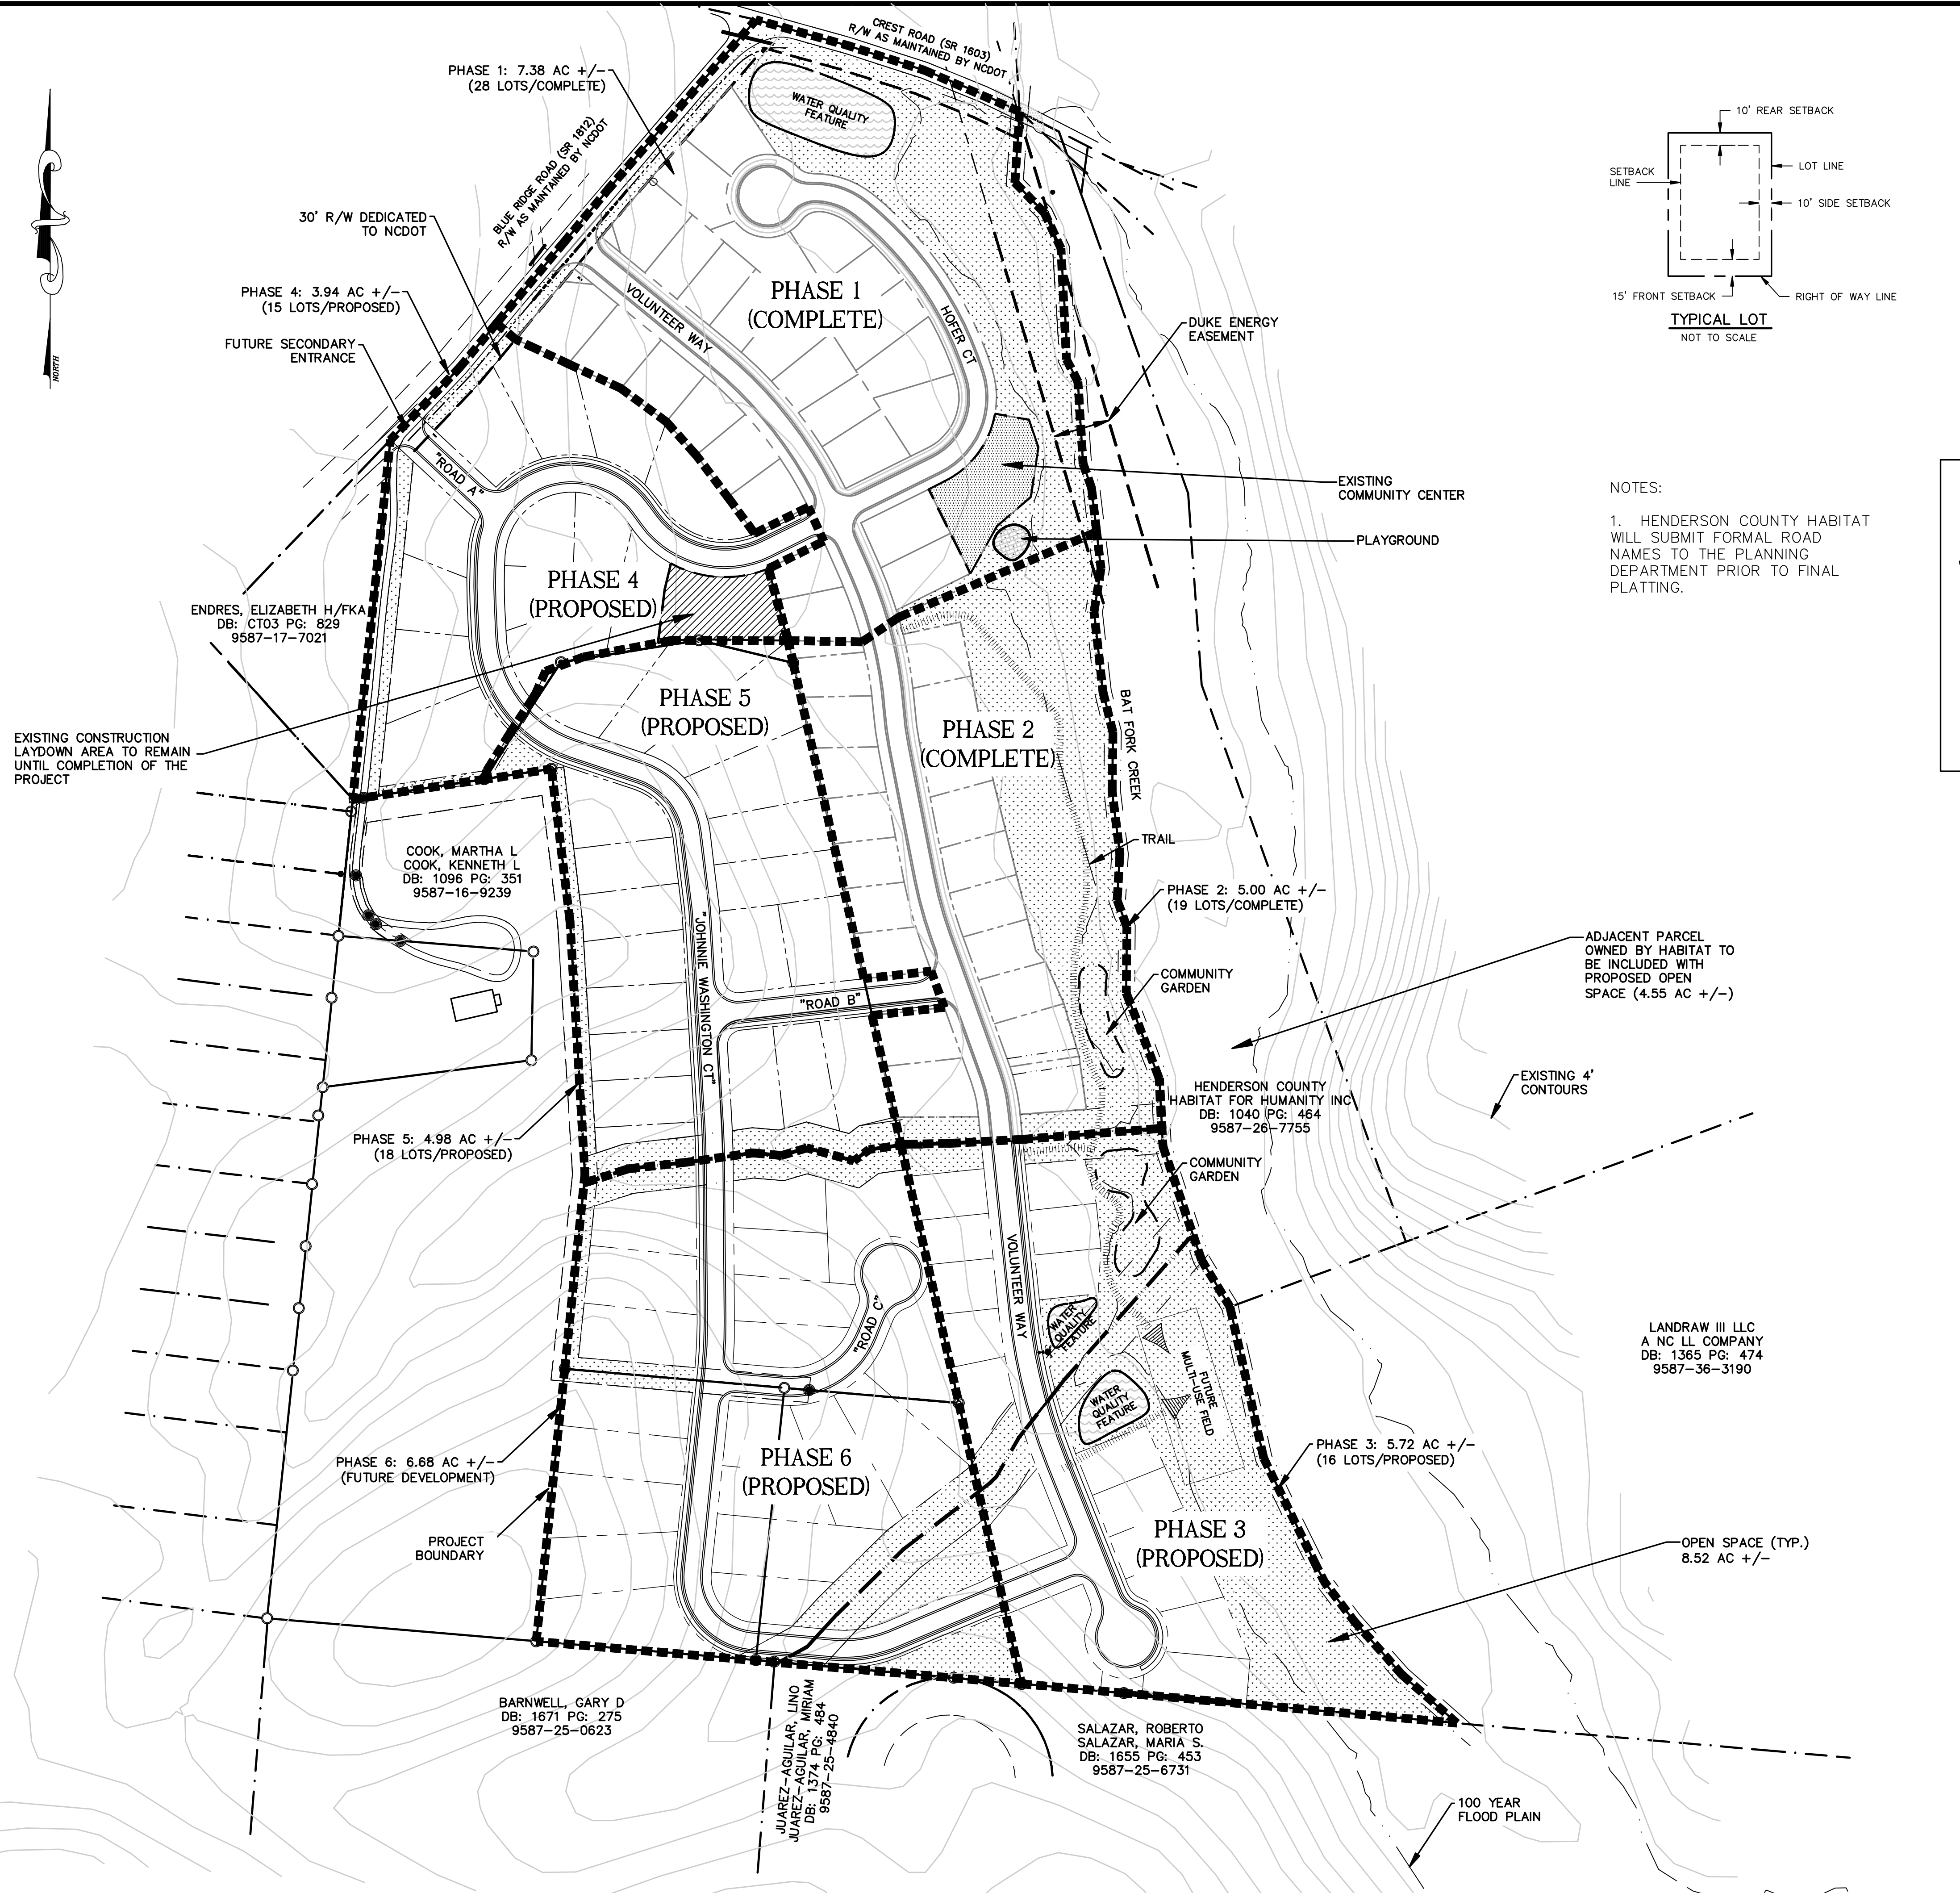 CREST ROAD (SR 1603)
R/W AS MAINTAINED BY NCDOT
PHASE 1: 7.38 AC +/-
(28 LOTS/COMPLETE)
WATER QUALITY
FEATURE
BLUE RIDGE ROAD (SR 1812)
R/W AS MAINTAINED BY NCDOT
30' R/W DEDICATED
TO NCDOT
PHASE 4: 3.94 AC +/-
(15 LOTS/PROPOSED)
FUTURE SECONDARY
ENTRANCE
NORTH
PHASE 1
(COMPLETE)
VOLUNTEER WAY
HOFER CT
DUKE ENERGY
EASEMENT
10' REAR SETBACK
SETBACK
LINE
LOT LINE
10' SIDE SETBACK
15' FRONT SETBACK
RIGHT OF WAY LINE
TYPICAL LOT
NOT TO SCALE
"ROAD A"
EXISTING
COMMUNITY CENTER
PLAYGROUND
NOTES:
1. HENDERSON COUNTY HABITAT
WILL SUBMIT FORMAL ROAD
NAMES TO THE PLANNING
DEPARTMENT PRIOR TO FINAL
PLATTING.
PHASE 4
(PROPOSED)
ENDRES, ELIZABETH H/FKA
DB: CT03 PG: 829
9587-17-7021
PHASE 5
(PROPOSED)
PHASE 2
(COMPLETE)
BAT FORK CREEK
EXISTING CONSTRUCTION
LAYDOWN AREA TO REMAIN
UNTIL COMPLETION OF THE
PROJECT
COOK, MARTHA L
COOK, KENNETH L
DB: 1096 PG: 351
9587-16-9239
TRAIL
PHASE 2: 5.00 AC +/-
(19 LOTS/COMPLETE)
"JOHNNIE WASHINGTON CT"
"ROAD B"
COMMUNITY
GARDEN
ADJACENT PARCEL
OWNED BY HABITAT TO
BE INCLUDED WITH
PROPOSED OPEN
SPACE (4.55 AC +/-)
HENDERSON COUNTY
HABITAT FOR HUMANITY INC
DB: 1040 PG: 464
9587-26-7755
EXISTING 4'
CONTOURS
PHASE 5: 4.98 AC +/-
(18 LOTS/PROPOSED)
COMMUNITY
GARDEN
VOLUNTEER WAY
"ROAD C"
WATER
QUALITY
FEATURE
WATER
QUALITY
FEATURE
FUTURE
MULTI-USE FIELD
LANDRAW III LLC
A NC LL COMPANY
DB: 1365 PG: 474
9587-36-3190
PHASE 6: 6.68 AC +/-
(FUTURE DEVELOPMENT)
PHASE 6
(PROPOSED)
PHASE 3: 5.72 AC +/-
(16 LOTS/PROPOSED)
PROJECT
BOUNDARY
PHASE 3
(PROPOSED)
OPEN SPACE (TYP.)
8.52 AC +/-
BARNWELL, GARY D
DB: 1671 PG: 275
9587-25-0623
JUAREZ-AGUILAR, LINO
JUAREZ-AGUILAR, MIRIAM
DB: 1374 PG: 484
9587-25-4840
SALAZAR, ROBERTO
SALAZAR, MARIA S.
DB: 1655 PG: 453
9587-25-6731
100 YEAR
FLOOD PLAIN